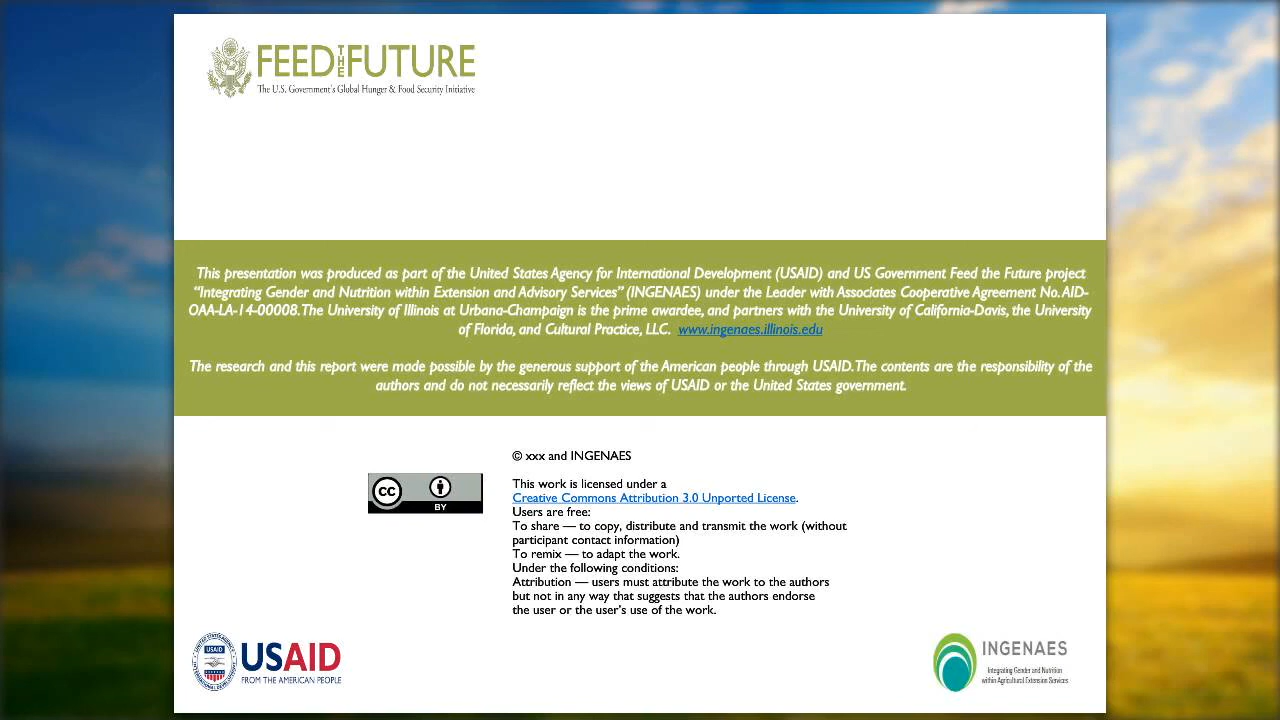 FEED THE FUTURE
The U.S. Government's Global Hunger & Food Security Initiative
This presentation was produced as part of the United States Agency for International Development (USAID) and US Government Feed the Future project
“Integrating Gender and Nutrition within Extension and Advisory Services” (INGENAES) under the Leader with Associates Cooperative Agreement No. AID-
OAA-LA-14-00008. The University of Illinois at Urbana-Champaign is the prime awardee, and partners with the University of California-Davis, the University
of Florida, and Cultural Practice, LLC. www.ingenaes.illinois.edu
The research and this report were made possible by the generous support of the American people through USAID. The contents are the responsibility of the
authors and do not necessarily reflect the views of USAID or the United States government.
© xxx and INGENAES
This work is licensed under a
Creative Commons Attribution 3.0 Unported License.
Users are free:
To share — to copy, distribute and transmit the work (without
participant contact information)
To remix — to adapt the work.
Under the following conditions:
Attribution — users must attribute the work to the authors
but not in any way that suggests that the authors endorse
the user or the user’s use of the work.
CC
BY
USAID
USAID
FROM THE AMERICAN PEOPLE
INGENAES
Integrating Gender and Nutrition
within Agricultural Extension Services